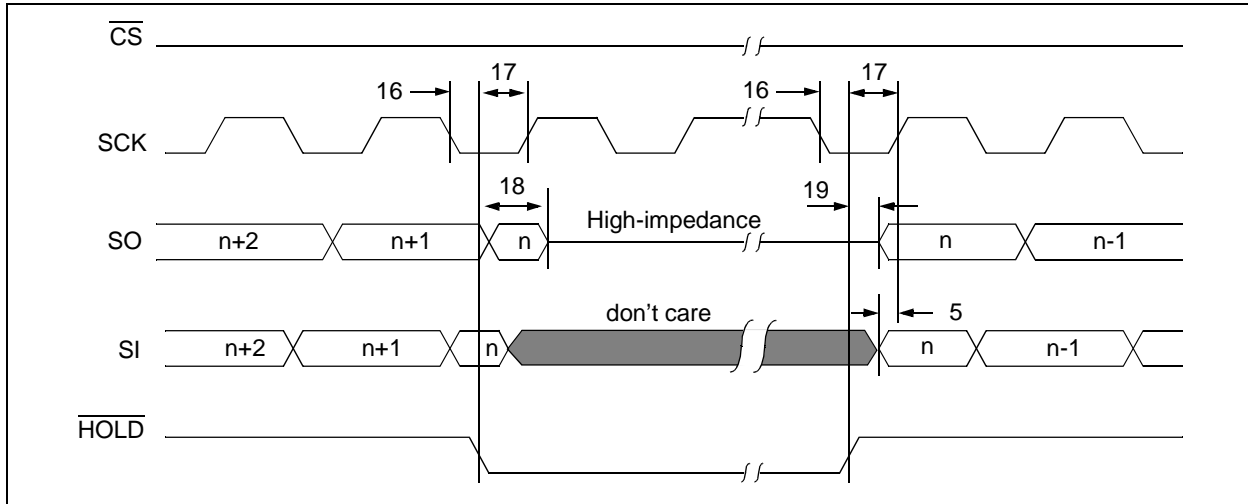 CS
17
17
16
16
SCK
18
19
High-impedance
SO
n+2
n+1
n
n
n-1
don't care
5
SI
n+2
n+1
n
n
n-1
HOLD